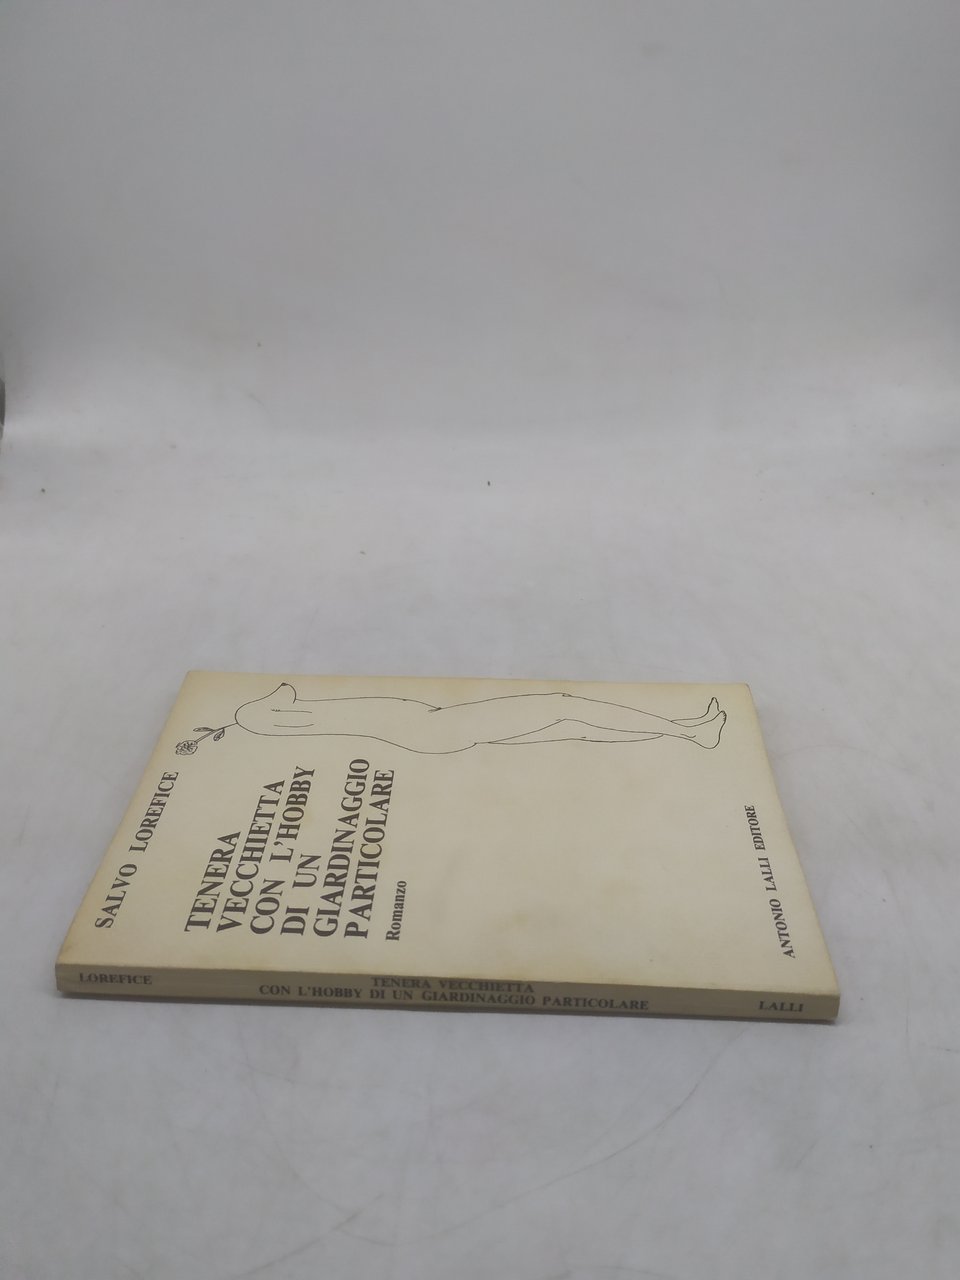 SALVO LOREFICE
TENERA
VECCHIETTA
CON L'HOBBY
DI UN
GIARDINAGGIO
PARTICOLARE
Romanzo
ANTONIO LALLI EDITORE
LOREFICE
TENERA VECCHIETTA
CON L'HOBBY DI UN GIARDINAGGIO PARTICOLARE
LALLI